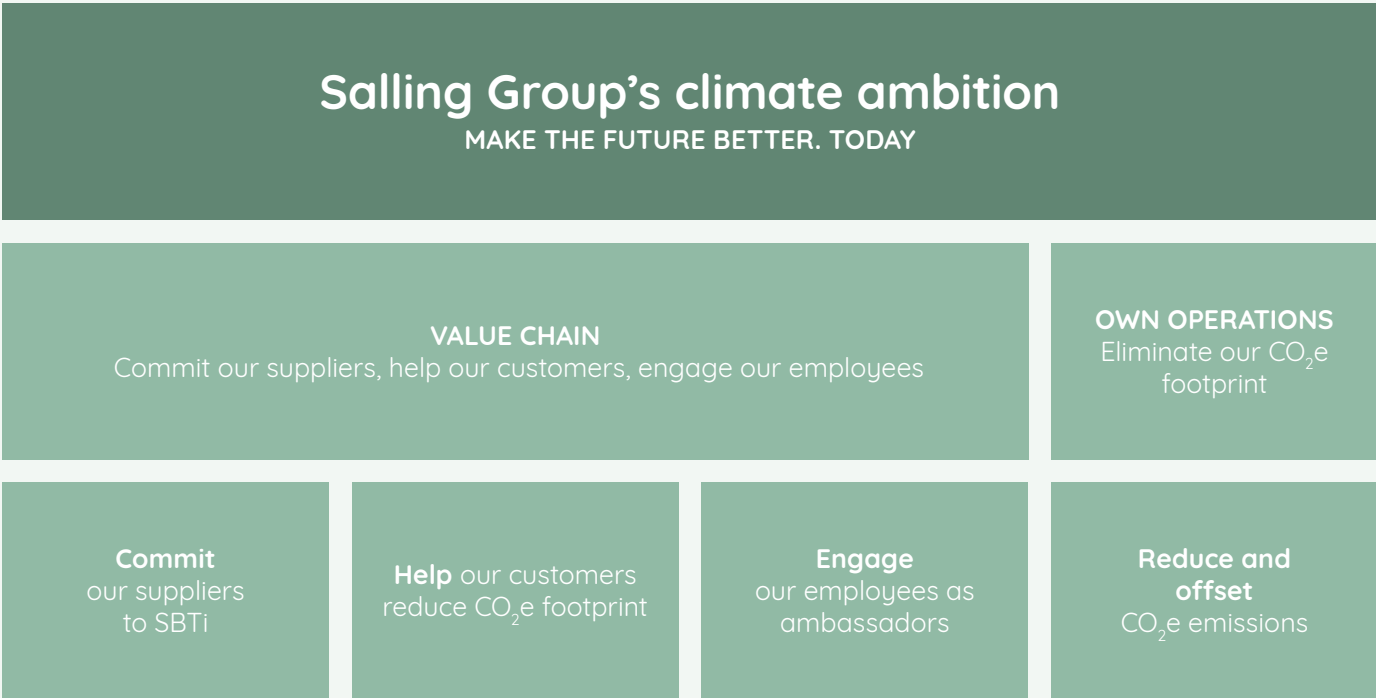 Salling Group’s climate ambition
MAKE THE FUTURE BETTER. TODAY
VALUE CHAIN
Commit our suppliers, help our customers, engage our employees
OWN OPERATIONS
Eliminate our CO₂e
footprint
Commit
our suppliers
to SBTi
Help our customers
reduce CO₂e footprint
Engage
our employees as
ambassadors
Reduce and
offset
CO₂e emissions